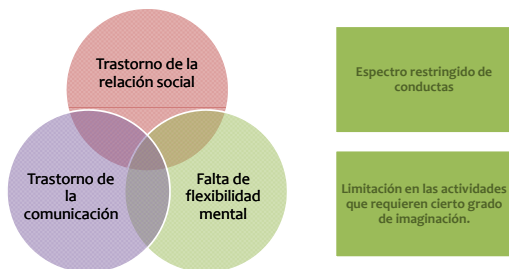 Trastorno de la
relación social
Trastorno de
la
comunicación
Falta de
flexibilidad
mental
Espectro restringido de
conductas
Limitación en las actividades
que requieren cierto grado
de imaginación.